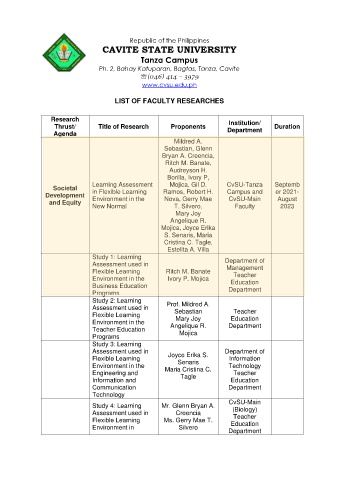 Republic of the Philippines
CAVITE STATE UNIVERSITY
Tanza Campus
Ph. 2, Bahay Katuparan, Bagtas, Tanza, Cavite
☏ (046) 414 – 3979
www.cvsu.edu.ph
LIST OF FACULTY RESEARCHES
Research Thrust/ Agenda
Title of Research
Proponents
Institution/ Department
Duration
Societal
Development
and Equity
Learning Assessment
in Flexible Learning
Environment in the
New Normal
Mildred A.
Sebastian, Glenn
Bryan A. Creencia,
Ritch M. Banate,
Audreyson H.
Borilla, Ivory P,
Mojica, Gil D.
Ramos, Robert H.
Nova, Gerry Mae
T. Silvero,
Mary Joy
Angelique R.
Mojica, Joyce Erika
S. Senaris, Maria
Cristina C. Tagle,
Estelita A. Villa
CvSU-Tanza
Campus and
CvSU-Main
Faculty
Septemb
er 2021-
August
2023
Study 1: Learning
Assessment used in
Flexible Learning
Environment in the
Business Education
Programs
Ritch M. Banate
Ivory P. Mojica
Department of
Management
Teacher
Education
Department
Study 2: Learning
Assessment used in
Flexible Learning
Environment in the
Teacher Education
Programs
Prof. Mildred A.
Sebastian
Mary Joy
Angelique R.
Mojica
Teacher
Education
Department
Study 3: Learning
Assessment used in
Flexible Learning
Environment in the
Engineering and
Information and
Communication
Technology
Joyce Erika S.
Senaris
Maria Cristina C.
Tagle
Department of
Information
Technology
Teacher
Education
Department
Study 4: Learning
Assessment used in
Flexible Learning
Environment in
Mr. Glenn Bryan A.
Creencia
Ms. Gerry Mae T.
Silvero
CvSU-Main
(Biology)
Teacher
Education
Department